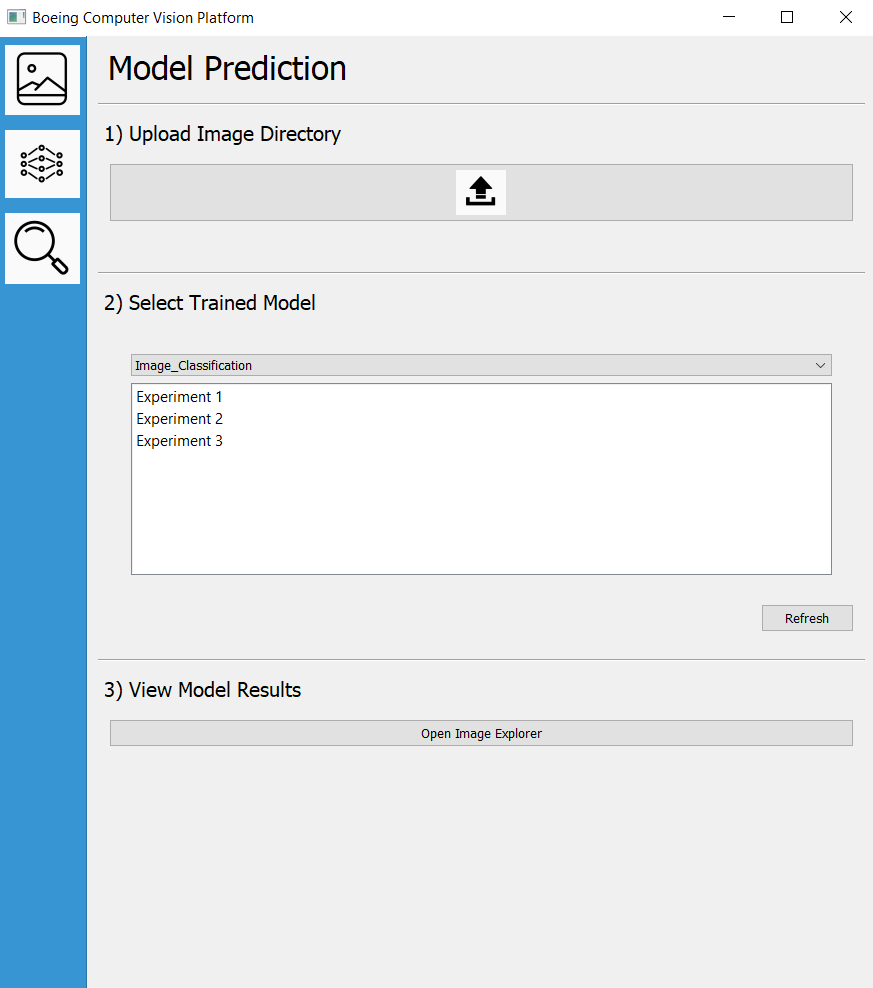 Boeing Computer Vision Platform
Model Prediction
1) Upload Image Directory
2) Select Trained Model
Image_Classification
Experiment 1
Experiment 2
Experiment 3
Refresh
3) View Model Results
Open Image Explorer